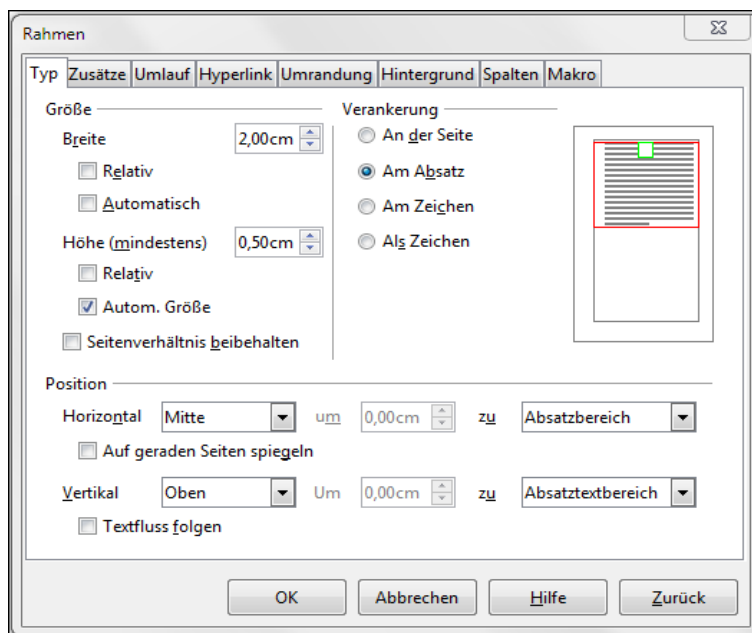 Rahmen
Typ Zusätze Umlauf Hyperlink Umrandung Hintergrund Spalten Makro
Größe
Breite 2,00cm
Relativ
Automatisch
Höhe (mindestens) 0,50cm
Relativ
Autom. Größe
Seitenverhältnis beibehalten
Verankerung
An der Seite
Am Absatz
Am Zeichen
Als Zeichen
Position
Horizontal Mitte um 0,00cm zu Absatzbereich
Auf geraden Seiten spiegeln
Vertikal Oben Um 0,00cm zu Absatztextbereich
Textfluss folgen
OK Abbrechen Hilfe Zurück